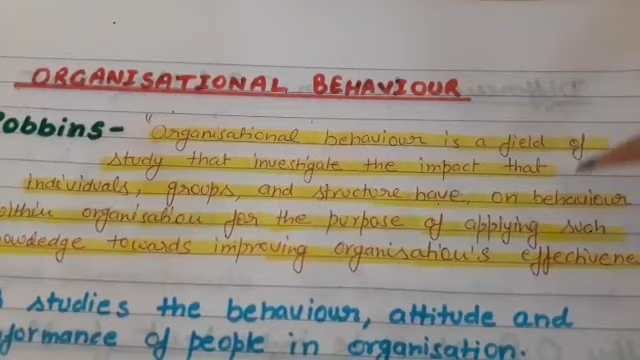 ORGANISATIONAL BEHAVIOUR
obbins- "Organisational behaviour is a field of
study that investigate the impact that
individuals, groups, and structure have, on behaviour
within organisation for the purpose of applying such
nowledge towards improving organisation's effectivene
studies the behaviour, attitude and
formance of people in organisation.